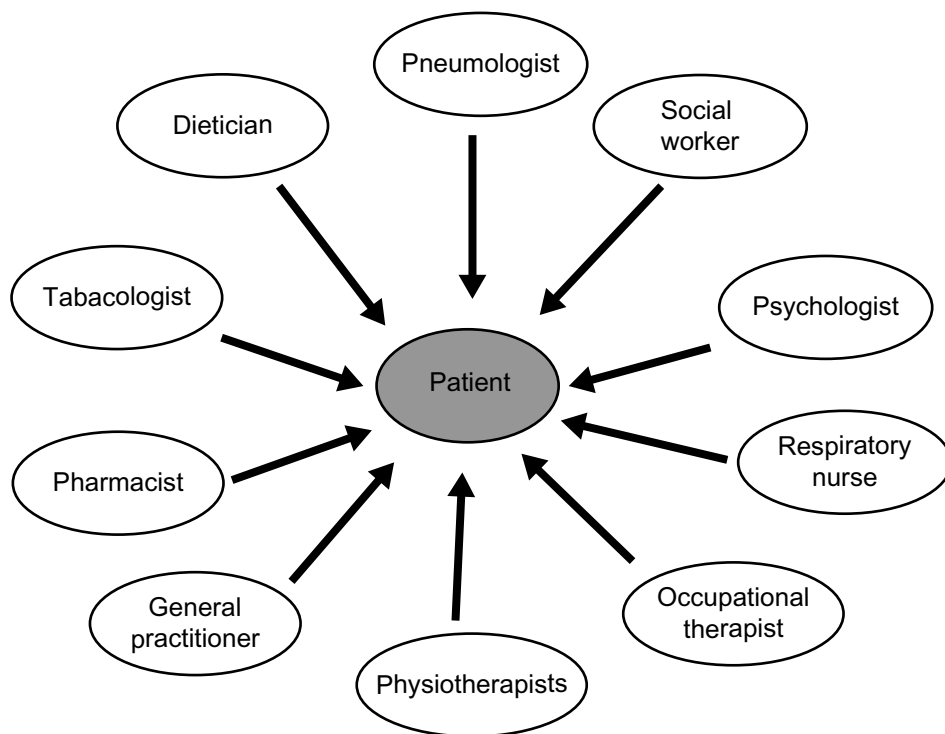 Pneumologist
Social
worker
Dietician
Psychologist
Tabacologist
Patient
Respiratory
nurse
Pharmacist
Occupational
therapist
General
practitioner
Physiotherapists